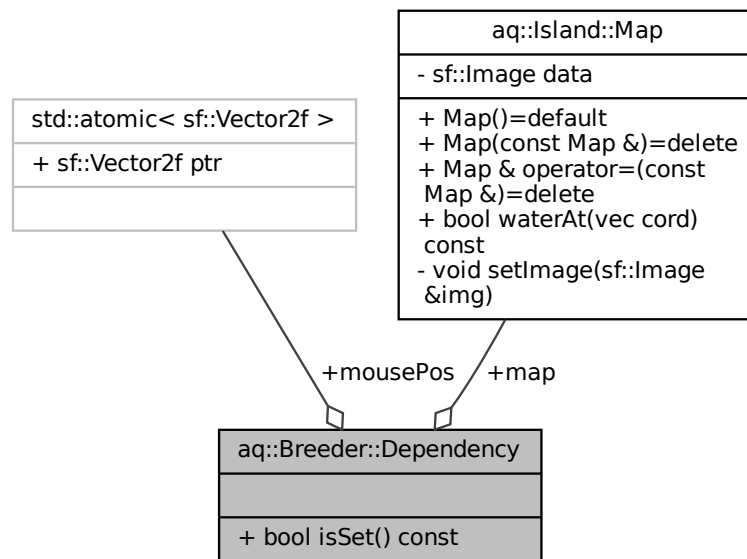 aq::Island::Map
- sf::Image data
+ Map()=default
+ Map(const Map &)=delete
+ Map & operator=(const
Map &)=delete
+ bool waterAt(vec cord)
const
- void setImage(sf::Image
&img)
std::atomic< sf::Vector2f >
+ sf::Vector2f ptr
+mousePos
+map
aq::Breeder::Dependency
+ bool isSet() const